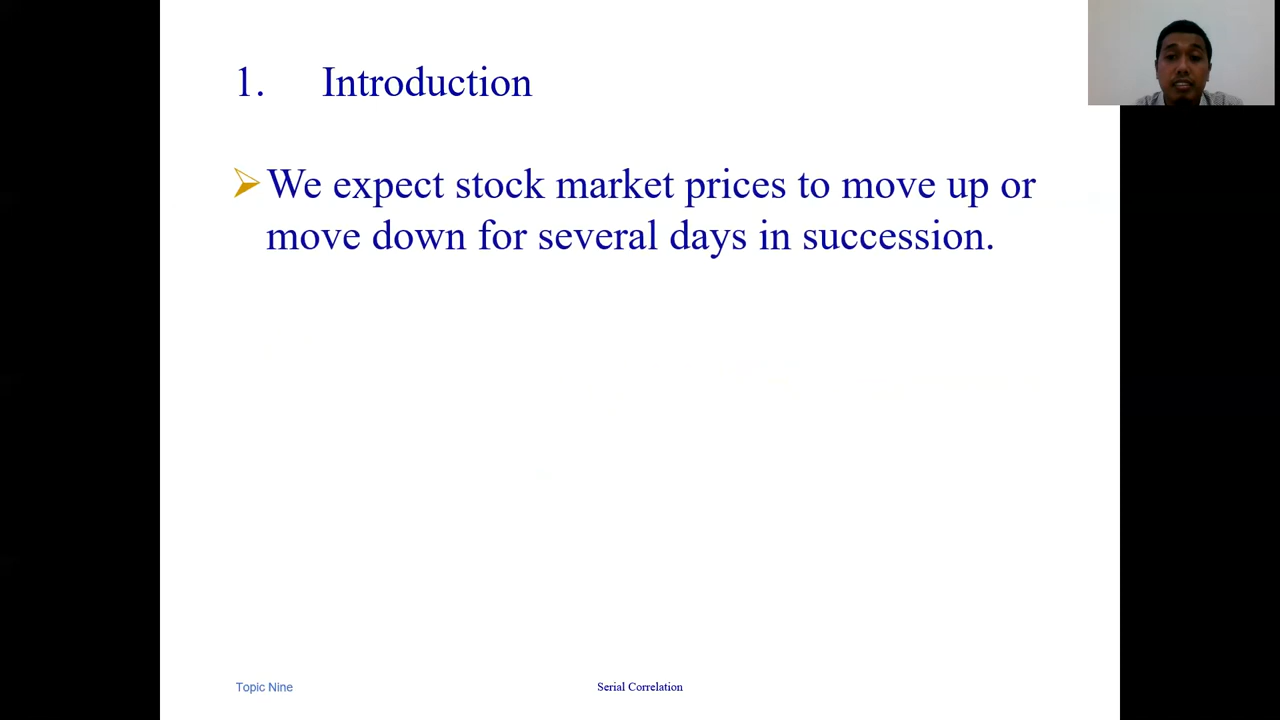 1. Introduction
We expect stock market prices to move up or
move down for several days in succession.
Topic Nine
Serial Correlation